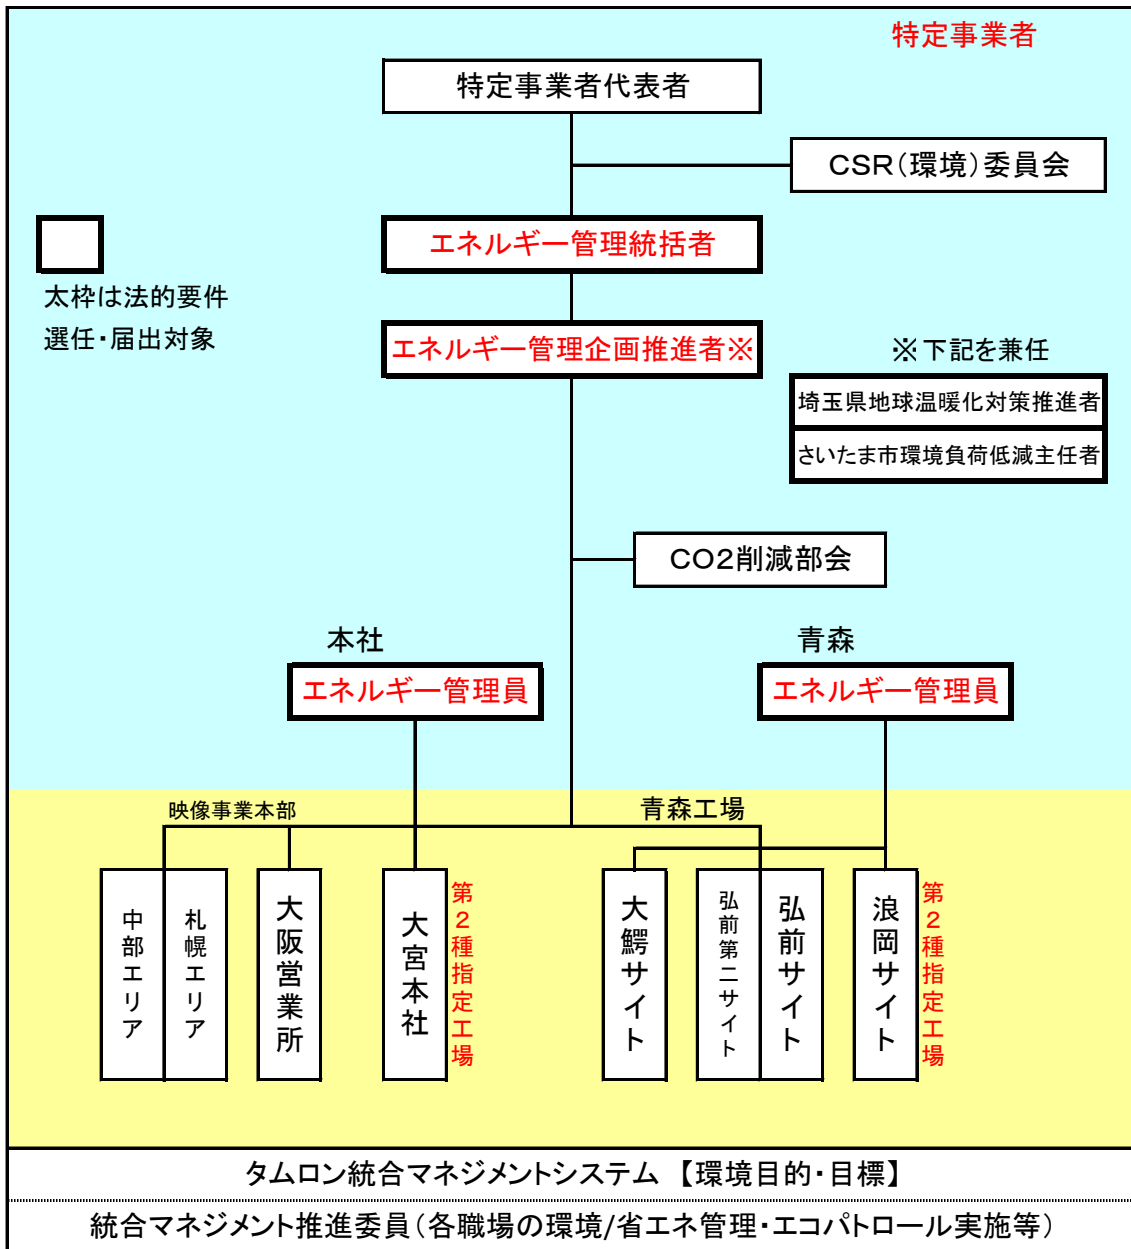 特定事業者
特定事業者代表者
CSR(環境)委員会
エネルギー管理統括者
太枠は法的要件
選任・届出対象
エネルギー管理企画推進者※
※下記を兼任
埼玉県地球温暖化対策推進者
さいたま市環境負荷低減主任者
CO2削減部会
本社
エネルギー管理員
青森
エネルギー管理員
映像事業本部
青森工場
中部エリア
札幌エリア
大阪営業所
大宮本社
第2種指定工場
大鰐サイト
弘前第二サイト
弘前サイト
浪岡サイト
第2種指定工場
タムロン統合マネジメントシステム 【環境目的・目標】
統合マネジメント推進委員(各職場の環境/省エネ管理・エコパトロール実施等)